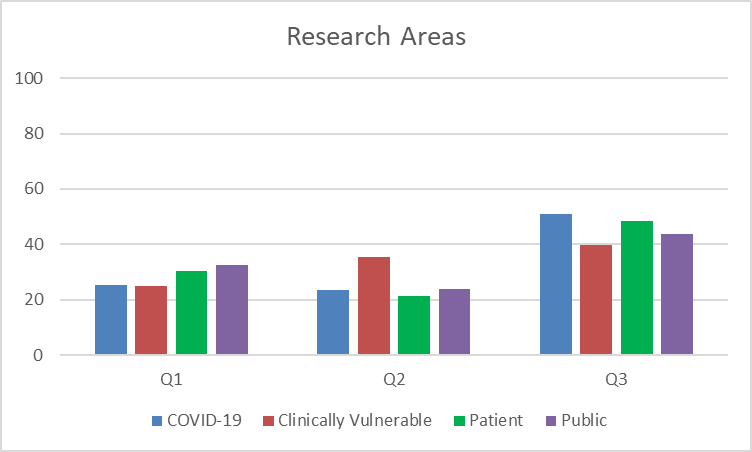 Research Areas
100
80
60
40
20
0
Q1 Q2 Q3
COVID-19 Clinically Vulnerable Patient Public